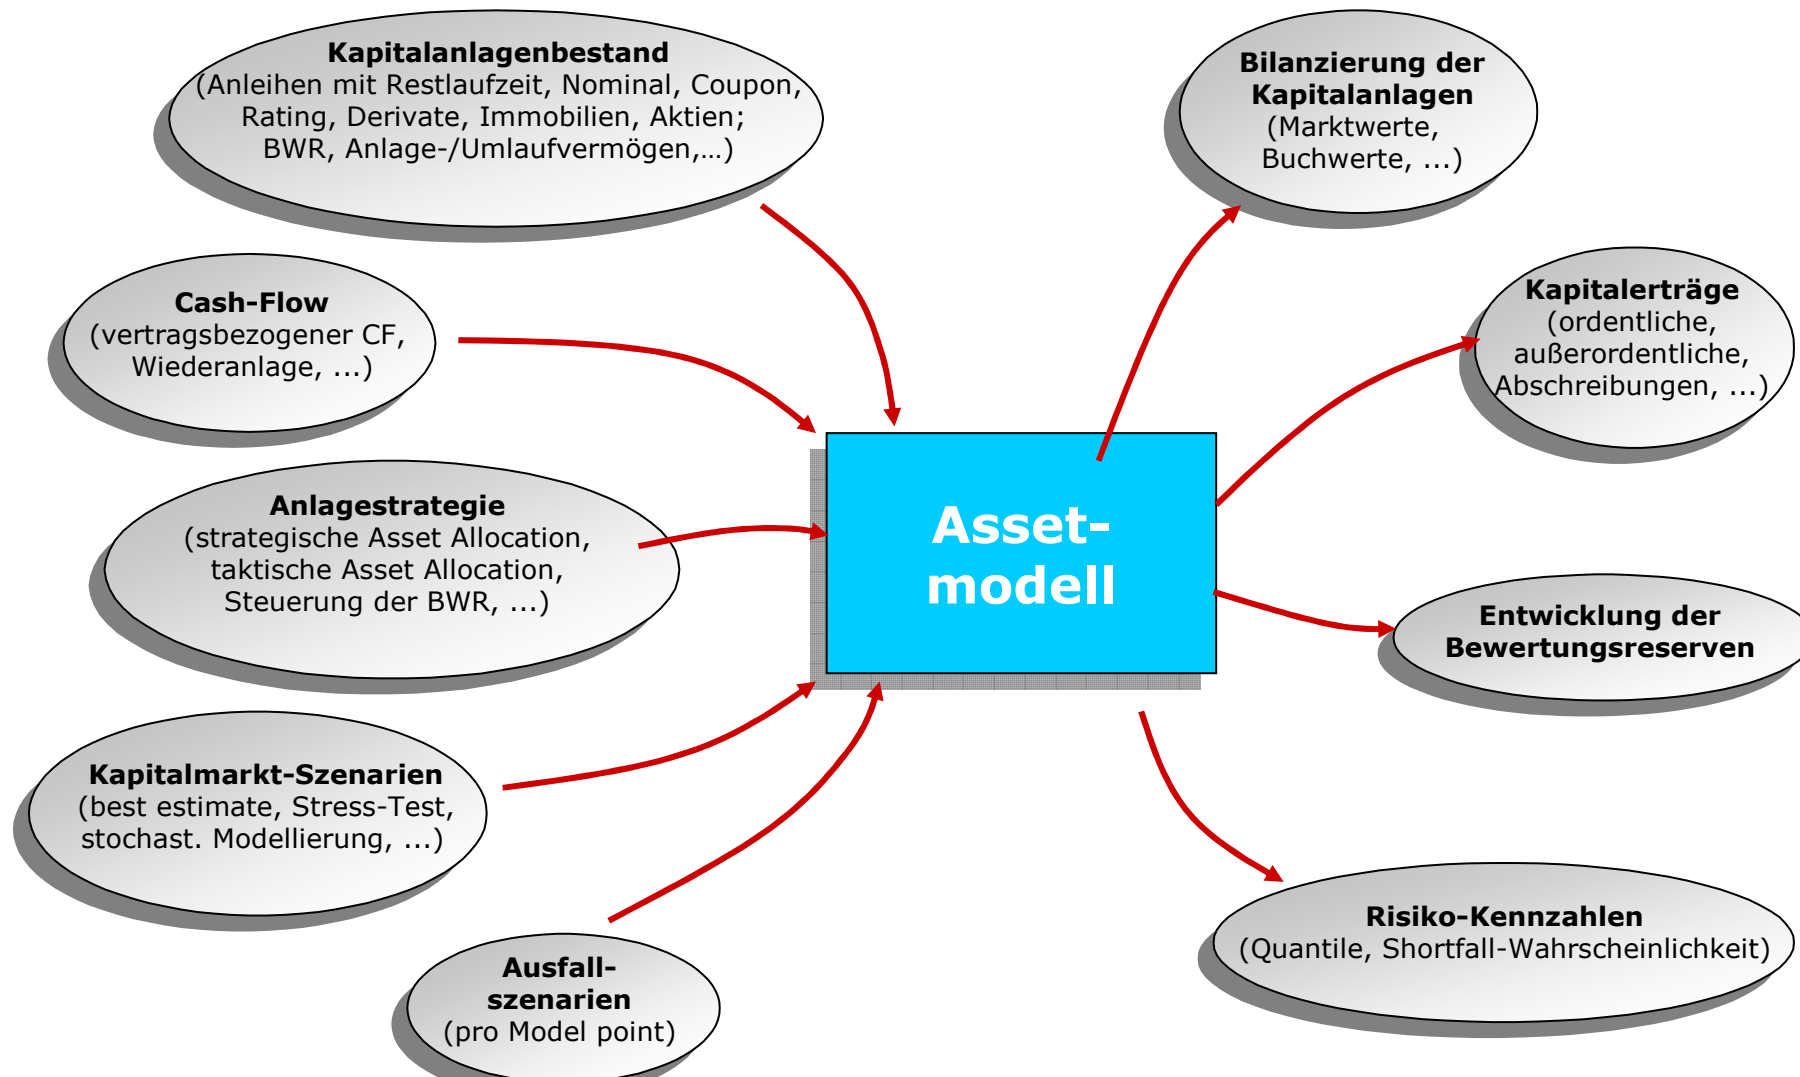 Kapitalanlagenbestand
(Anleihen mit Restlaufzeit, Nominal, Coupon,
Rating, Derivate, Immobilien, Aktien;
BWR, Anlage-/Umlaufvermögen,...)
Cash-Flow
(vertragsbezogener CF,
Wiederanlage, ...)
Anlagestrategie
(strategische Asset Allocation,
taktische Asset Allocation,
Steuerung der BWR, ...)
Kapitalmarkt-Szenarien
(best estimate, Stress-Test,
stochast. Modellierung, ...)
Ausfall-
szenarien
(pro Model point)
Asset-
modell
Bilanzierung der
Kapitalanlagen
(Marktwerte,
Buchwerte, ...)
Kapitalerträge
(ordentliche,
außerordentliche,
Abschreibungen, ...)
Entwicklung der
Bewertungsreserven
Risiko-Kennzahlen
(Quantile, Shortfall-Wahrscheinlichkeit)